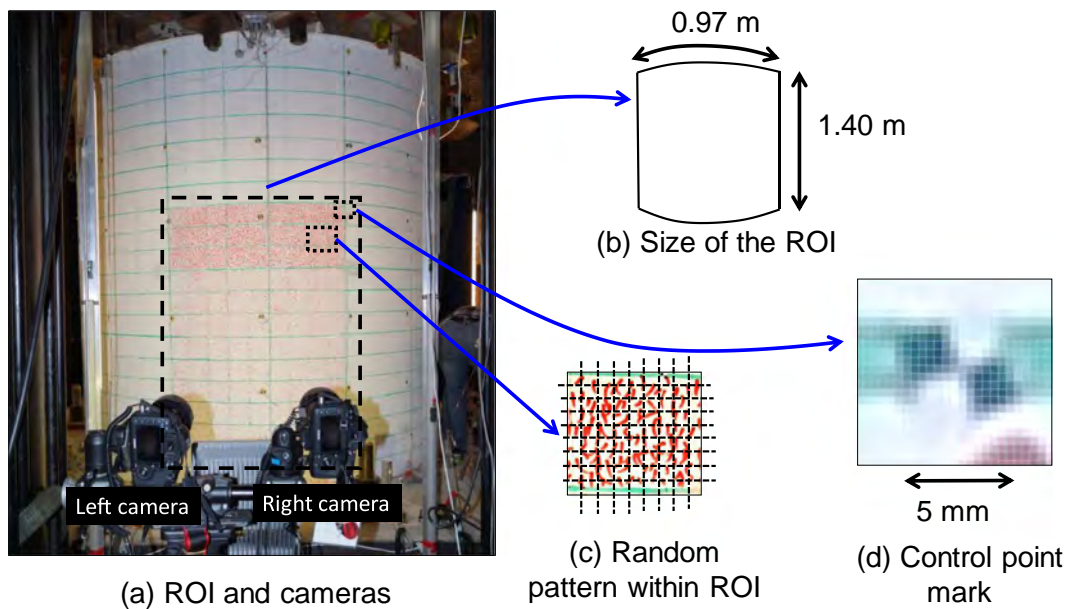 0.97 m
1.40 m
(b) Size of the ROI
Left camera
Right camera
5 mm
(a) ROI and cameras
(c) Random
pattern within ROI
(d) Control point
mark